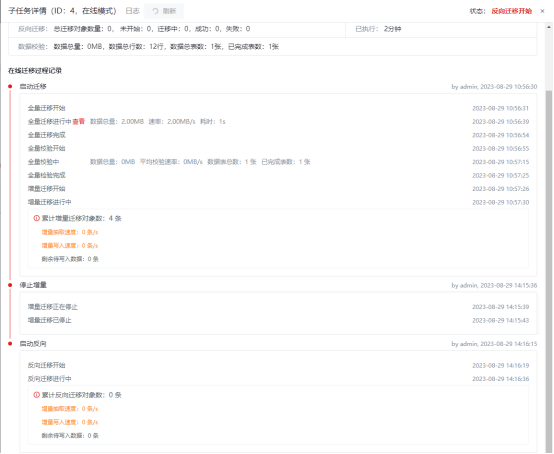 子任务详情（ID：4，在线模式） 日志 刷新 状态： 反向迁移开始 ×
反向迁移： 总迁移对象数量：0， 未开始：0，迁移中：0，成功：0，失败：0 已执行： 2分钟
数据校验： 数据总量：0MB，数据总行数：12行，数据总表数：1张，已完成表数：1张
在线迁移过程记录
启动迁移 by admin, 2023-08-29 10:56:30
全量迁移开始 2023-08-29 10:56:31
全量迁移进行中 查看 数据总量：2.00MB 速率：2.00MB/s 耗时：1s 2023-08-29 10:56:39
全量迁移完成 2023-08-29 10:56:54
全量校验开始 2023-08-29 10:56:55
全量校验中 数据总量：0MB 平均校验速率：0MB/s 数据表总数：1 张 已完成表数：1 张 2023-08-29 10:57:15
全量检验完成 2023-08-29 10:57:25
增量迁移开始 2023-08-29 10:57:26
增量迁移进行中 2023-08-29 10:57:30
累计增量迁移对象数：4 条
增量抽取速度：0 条/s
增量写入速度：0 条/s
剩余待写入数据：0 条
停止增量 by admin, 2023-08-29 14:15:36
增量迁移正在停止 2023-08-29 14:15:39
增量迁移已停止 2023-08-29 14:15:43
启动反向 by admin, 2023-08-29 14:16:15
反向迁移开始 2023-08-29 14:16:19
反向迁移进行中 2023-08-29 14:16:36
累计反向迁移对象数：0 条
增量抽取速度：0 条/s
增量写入速度：0 条/s
剩余待写入数据：0 条